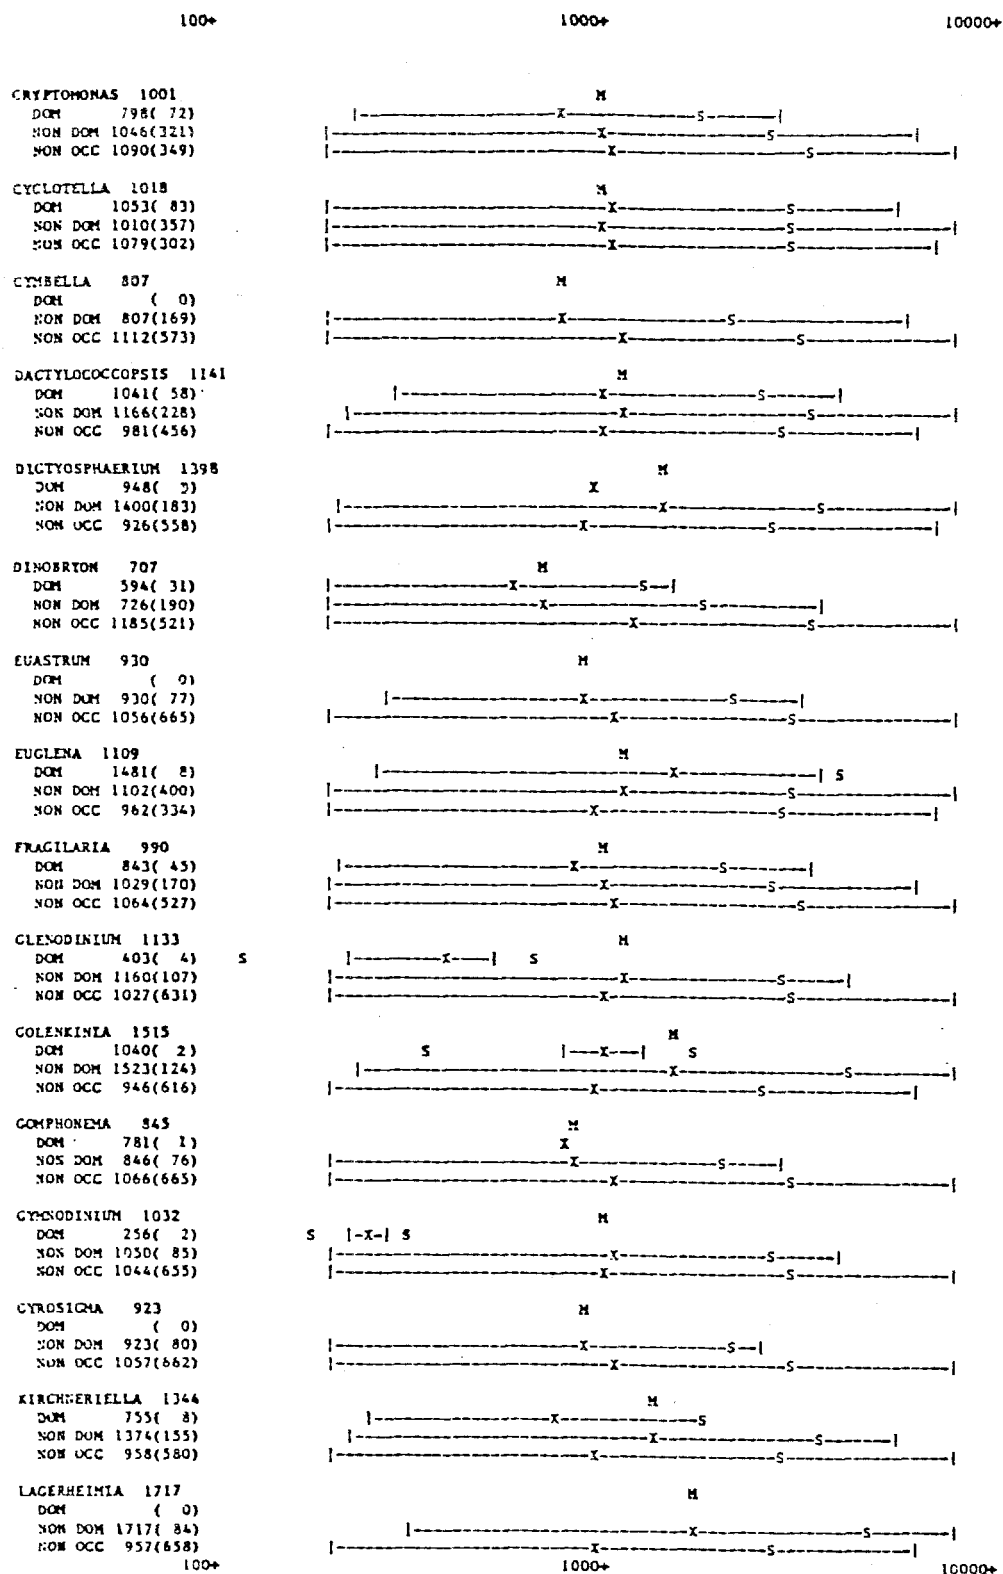 100+ 1000+ 10000+
CRYPTOMONAS 1001 M
DOM 798( 72) |--------X--------S------|
NON DOM 1046(321) |--------X--------S--------|
NON OCC 1090(349) |--------X--------S--------|
CYCLOTELLA 1018 M
DOM 1053( 83) |--------X--------S--------|
NON DOM 1010(357) |--------X--------S--------|
NON OCC 1079(302) |--------X--------S--------|
CYMBELLA 807 M
DOM ( 0)
NON DOM 807(169) |--------X--------S--------|
NON OCC 1112(573) |--------X--------S--------|
DACTYLOCOCCOPSIS 1141 M
DOM 1041( 58) |--------X--------S------|
NON DOM 1166(228) |--------X--------S--------|
NON OCC 981(456) |--------X--------S--------|
DICTYOSPHAERIUM 1398 M
DOM 948( ) X
NON DOM 1400(183) |--------X--------S--------|
NON OCC 926(558) |--------X--------S--------|
DINOBRYON 707 M
DOM 594( 31) |--------X--------S--|
NON DOM 726(190) |--------X--------S--------|
NON OCC 1185(521) |--------X--------S--------|
EUASTRUM 930 M
DOM ( 0)
NON DOM 930( 77) |--------X--------S------|
NON OCC 1056(665) |--------X--------S--------|
EUGLENA 1109 M
DOM 1481( 8) |--------X--------| S
NON DOM 1102(400) |--------X--------S--------|
NON OCC 962(334) |--------X--------S--------|
FRAGILARIA 990 M
DOM 843( 45) |--------X--------S------|
NON DOM 1029(170) |--------X--------S--------|
NON OCC 1064(527) |--------X--------S--------|
GLENODINIUM 1133 M
DOM 403( 4) S |--------X----| S
NON DOM 1160(107) |--------X--------S------|
NON OCC 1027(631) |--------X--------S--------|
GOLENKINIA 1515 M
DOM 1040( 2) S |---X---| S
NON DOM 1523(124) |--------X--------S--------|
NON OCC 946(616) |--------X--------S--------|
GOMPHONEMA 845 M
DOM 781( 1) X
NON DOM 846( 76) |--------X--------S-----|
NON OCC 1066(665) |--------X--------S--------|
GYMNODINIUM 1032 M
DOM 256( 2) S |-X-| S
NON DOM 1050( 85) |--------X--------S------|
NON OCC 1044(655) |--------X--------S--------|
GYROSIGMA 923 M
DOM ( 0)
NON DOM 923( 80) |--------X--------S--|
NON OCC 1057(662) |--------X--------S--------|
KIRCHNERIELLA 1344 M
DOM 755( 8) |--------X--------S
NON DOM 1374(155) |--------X--------S-------|
NON OCC 958(580) |--------X--------S--------|
LAGERHEIMIA 1717 M
DOM ( 0)
NON DOM 1717( 84) |--------X--------S--------|
NON OCC 957(658) |--------X--------S--------|
100+ 1000+ 10000+